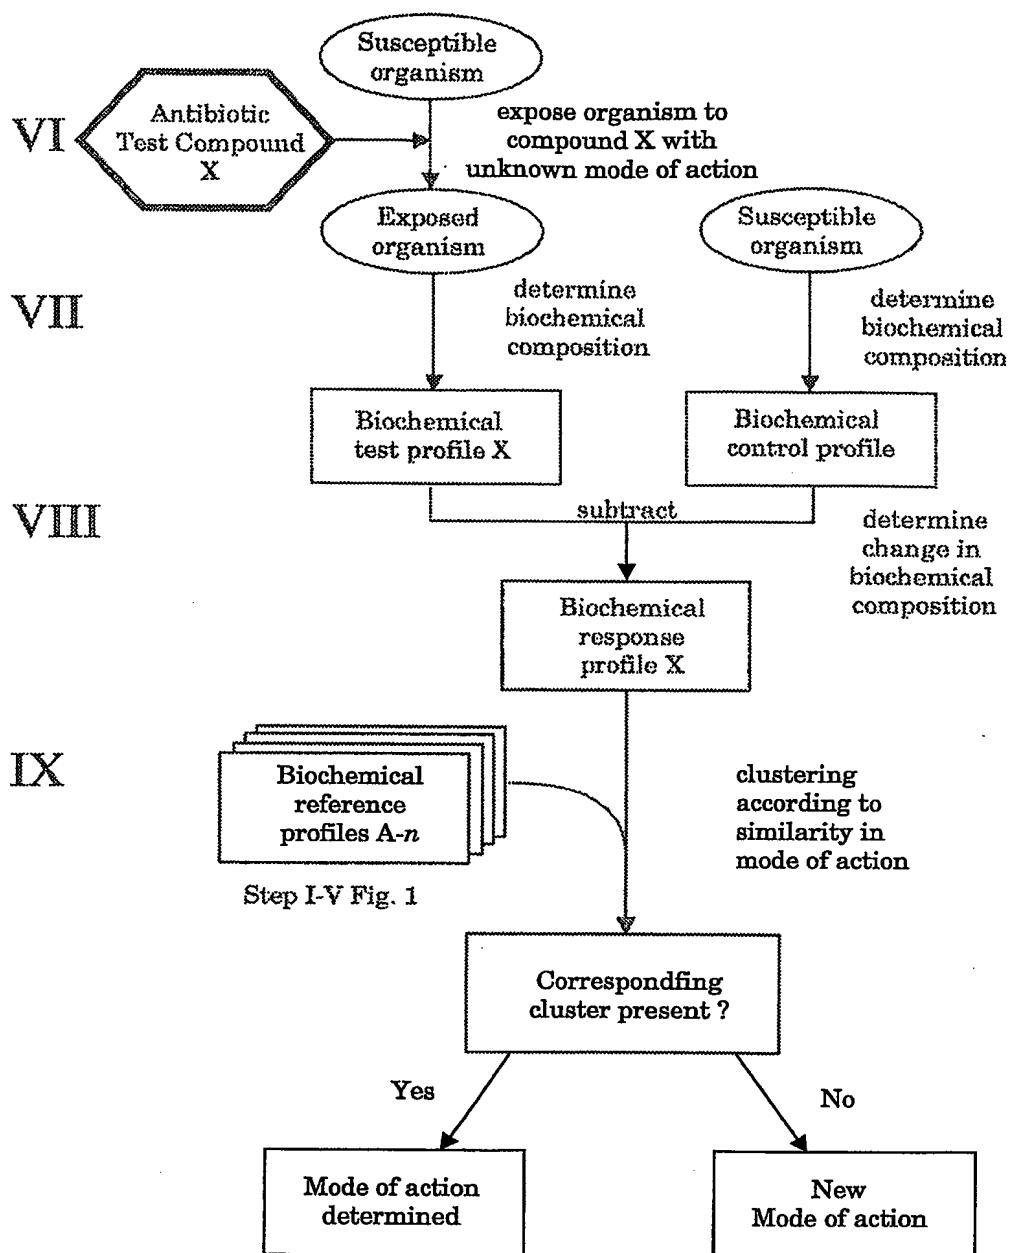 Susceptible
organism
VI
Antibiotic
Test Compound
X
expose organism to
compound X with
unknown mode of action
Exposed
organism
Susceptible
organism
VII
determine
biochemical
composition
determine
biochemical
composition
Biochemical
test profile X
Biochemical
control profile
VIII
subtract
determine
change in
biochemical
composition
Biochemical
response
profile X
IX
Biochemical
reference
profiles A-n
Step I-V Fig. 1
clustering
according to
similarity in
mode of action
Correspondfing
cluster present ?
Yes
No
Mode of action
determined
New
Mode of action